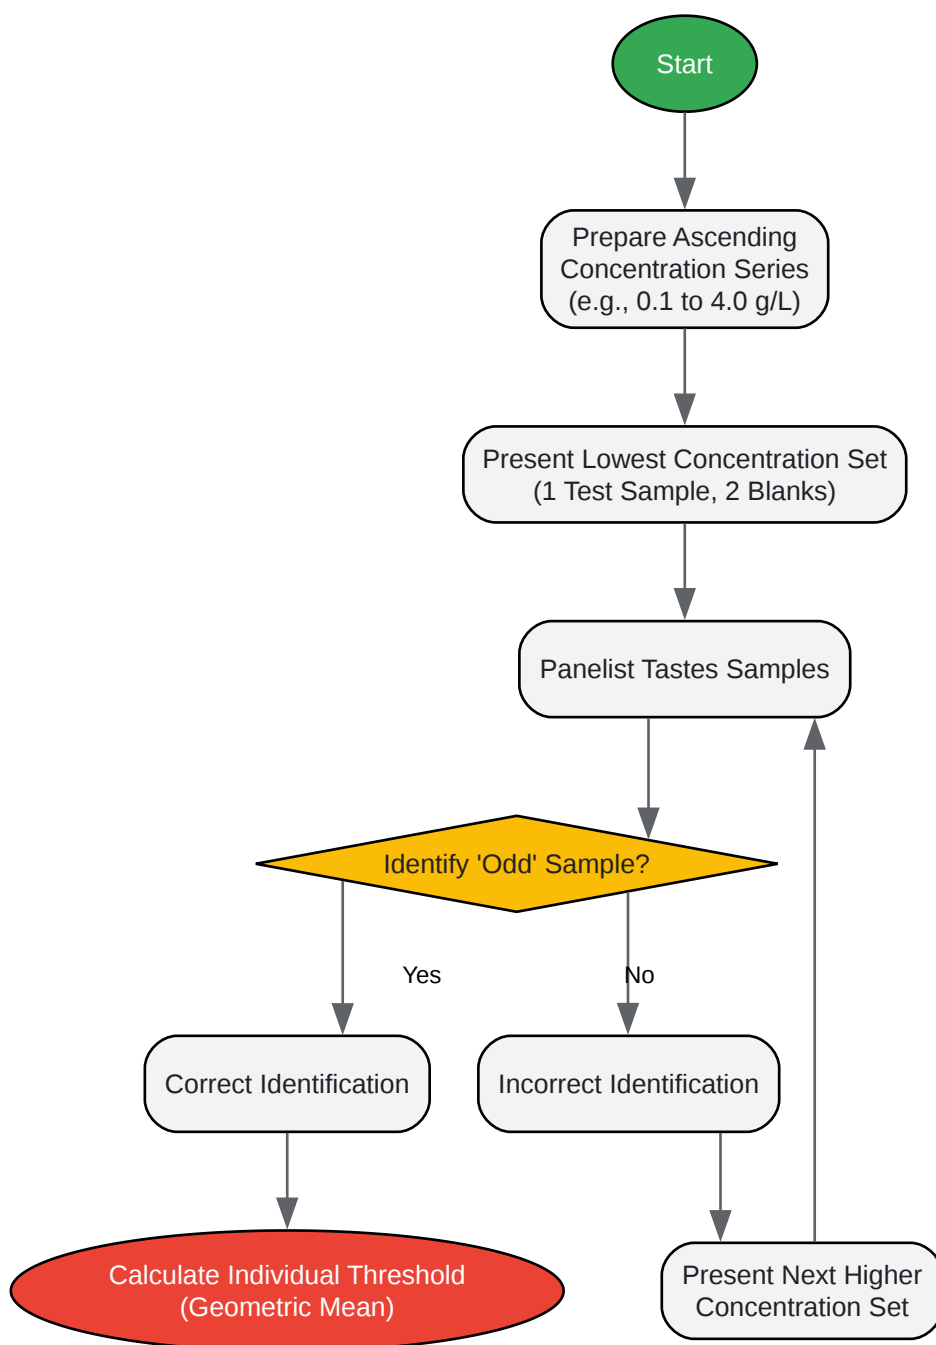 Start
Prepare Ascending
Concentration Series
(e.g., 0.1 to 4.0 g/L)
Present Lowest Concentration Set
(1 Test Sample, 2 Blanks)
Panelist Tastes Samples
Identify 'Odd' Sample?
Yes
No
Correct Identification
Incorrect Identification
Calculate Individual Threshold
(Geometric Mean)
Present Next Higher
Concentration Set